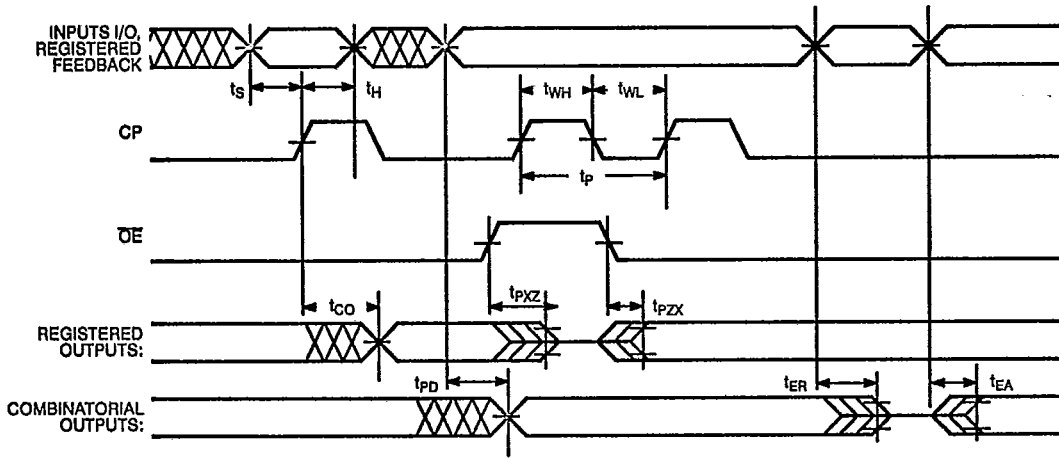 INPUTS I/O,
REGISTERED
FEEDBACK
tS
tH
tWH
tWL
CP
tP
OE
tPXZ
tPZX
tCO
REGISTERED
OUTPUTS:
tPD
tER
tEA
COMBINATORIAL
OUTPUTS: